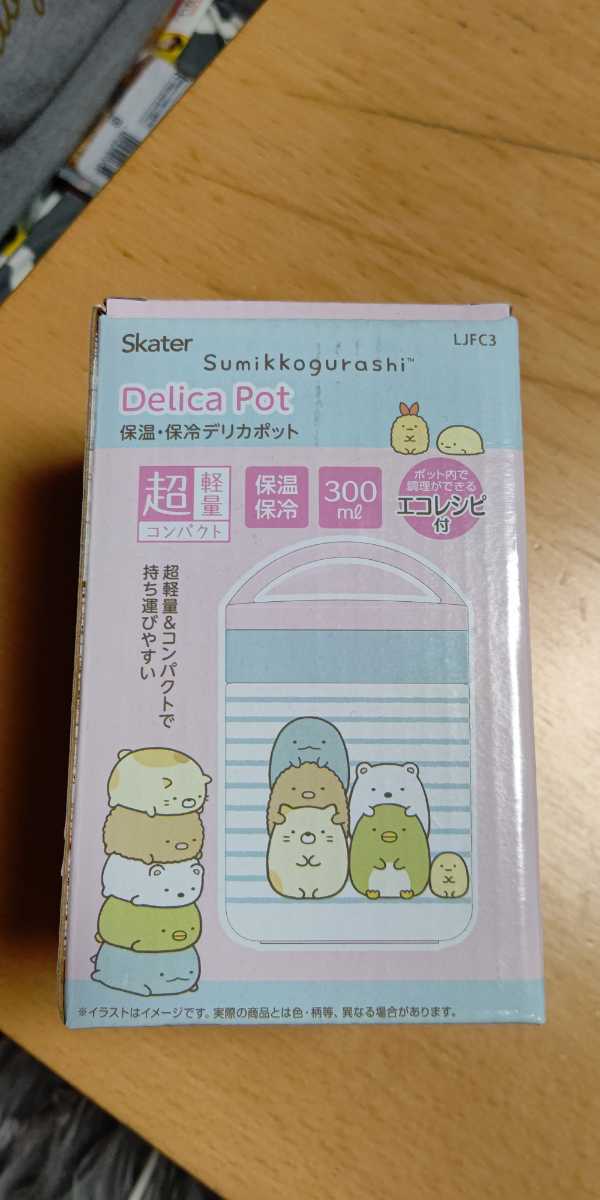 Skater
LJFC3
Sumikkogurashi™
Delica Pot
保温・保冷デリカポット
超軽量
コンパクト
保温
保冷
300
ml
ポット内で
調理ができる
エコレシピ
付
超軽量&コンパクトで
持ち運びやすい
※イラストはイメージです。実際の商品とは色・柄等、異なる場合があります。